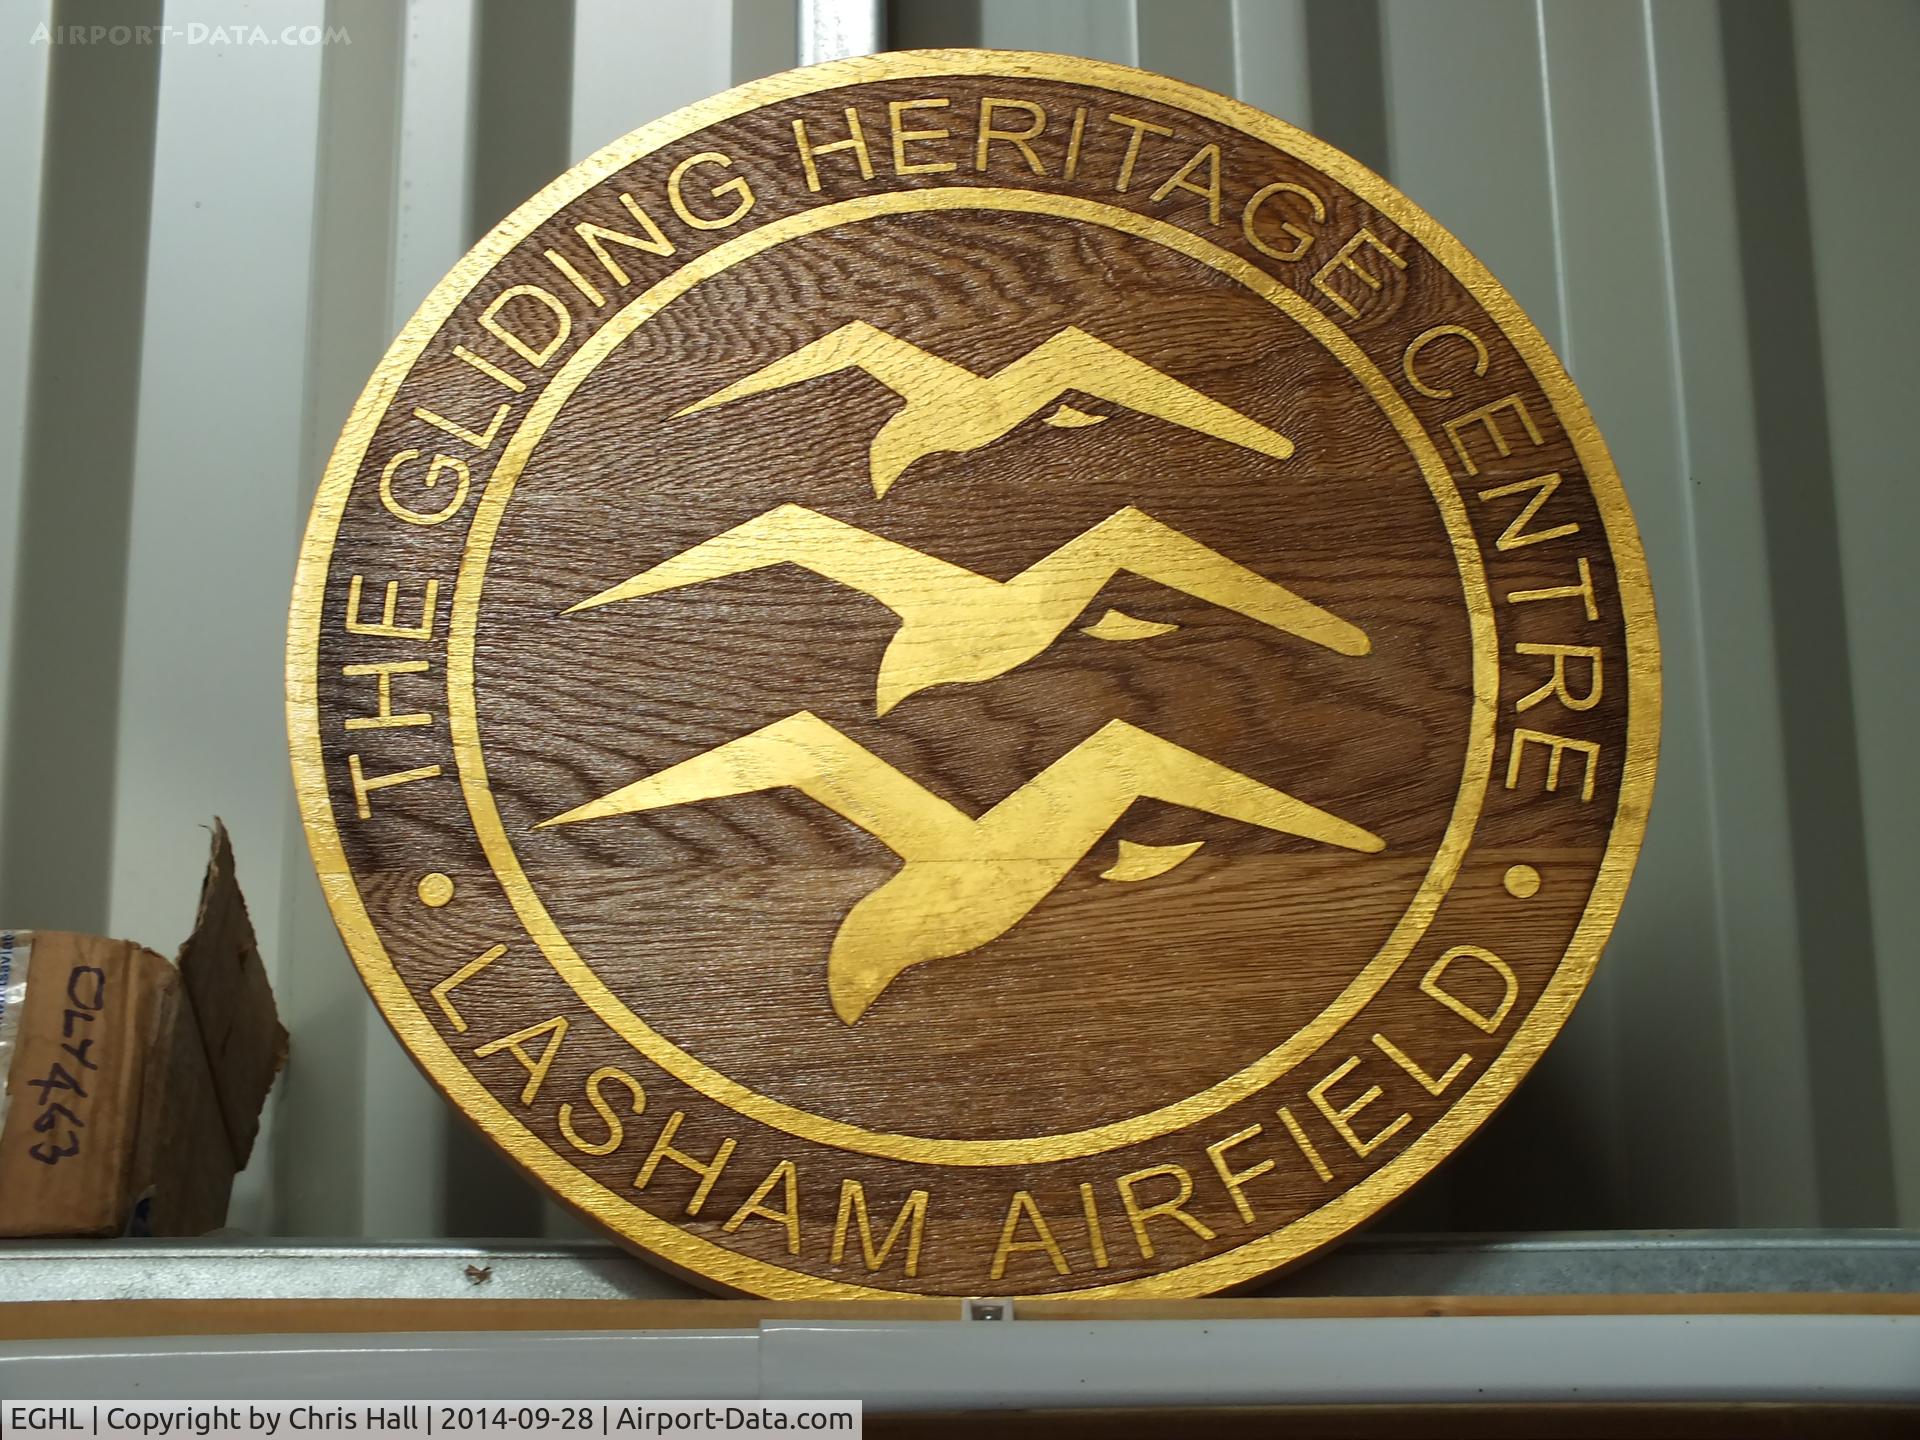 AIRPORT-DATA.COM
THE GLIDING HERITAGE CENTRE
• LASHAM AIRFIELD •
OLY463
EGHL | Copyright by Chris Hall | 2014-09-28 | Airport-Data.com